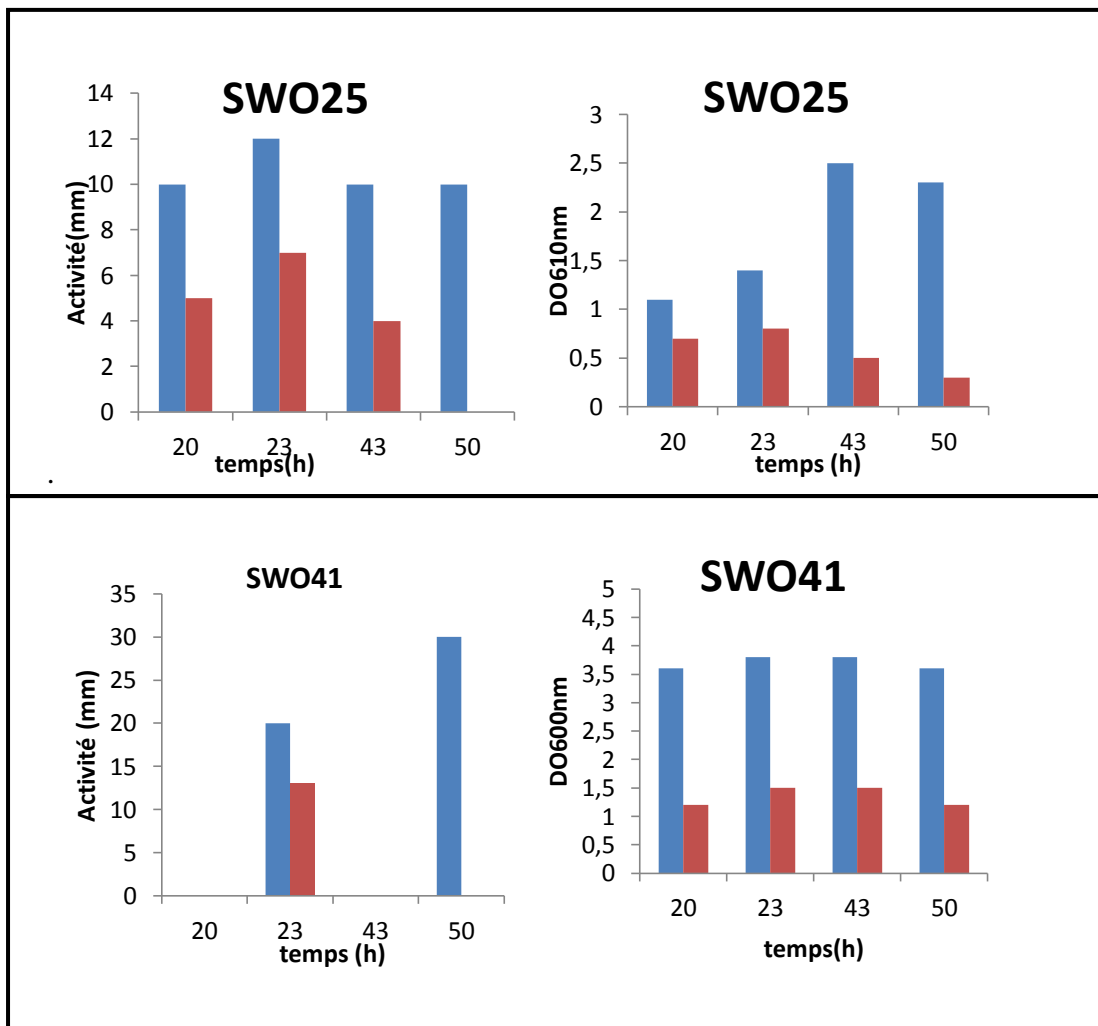 SWO25
14
12
10
8
6
4
2
0
Activité(mm)
20 23 43 50
temps(h)
.
SWO25
3
2,5
2
1,5
1
0,5
0
DO610nm
20 23 43 50
temps (h)
SWO41
35
30
25
20
15
10
5
0
Activité (mm)
20 23 43 50
temps (h)
SWO41
5
4,5
4
3,5
3
2,5
2
1,5
1
0,5
0
DO600nm
20 23 43 50
temps(h)